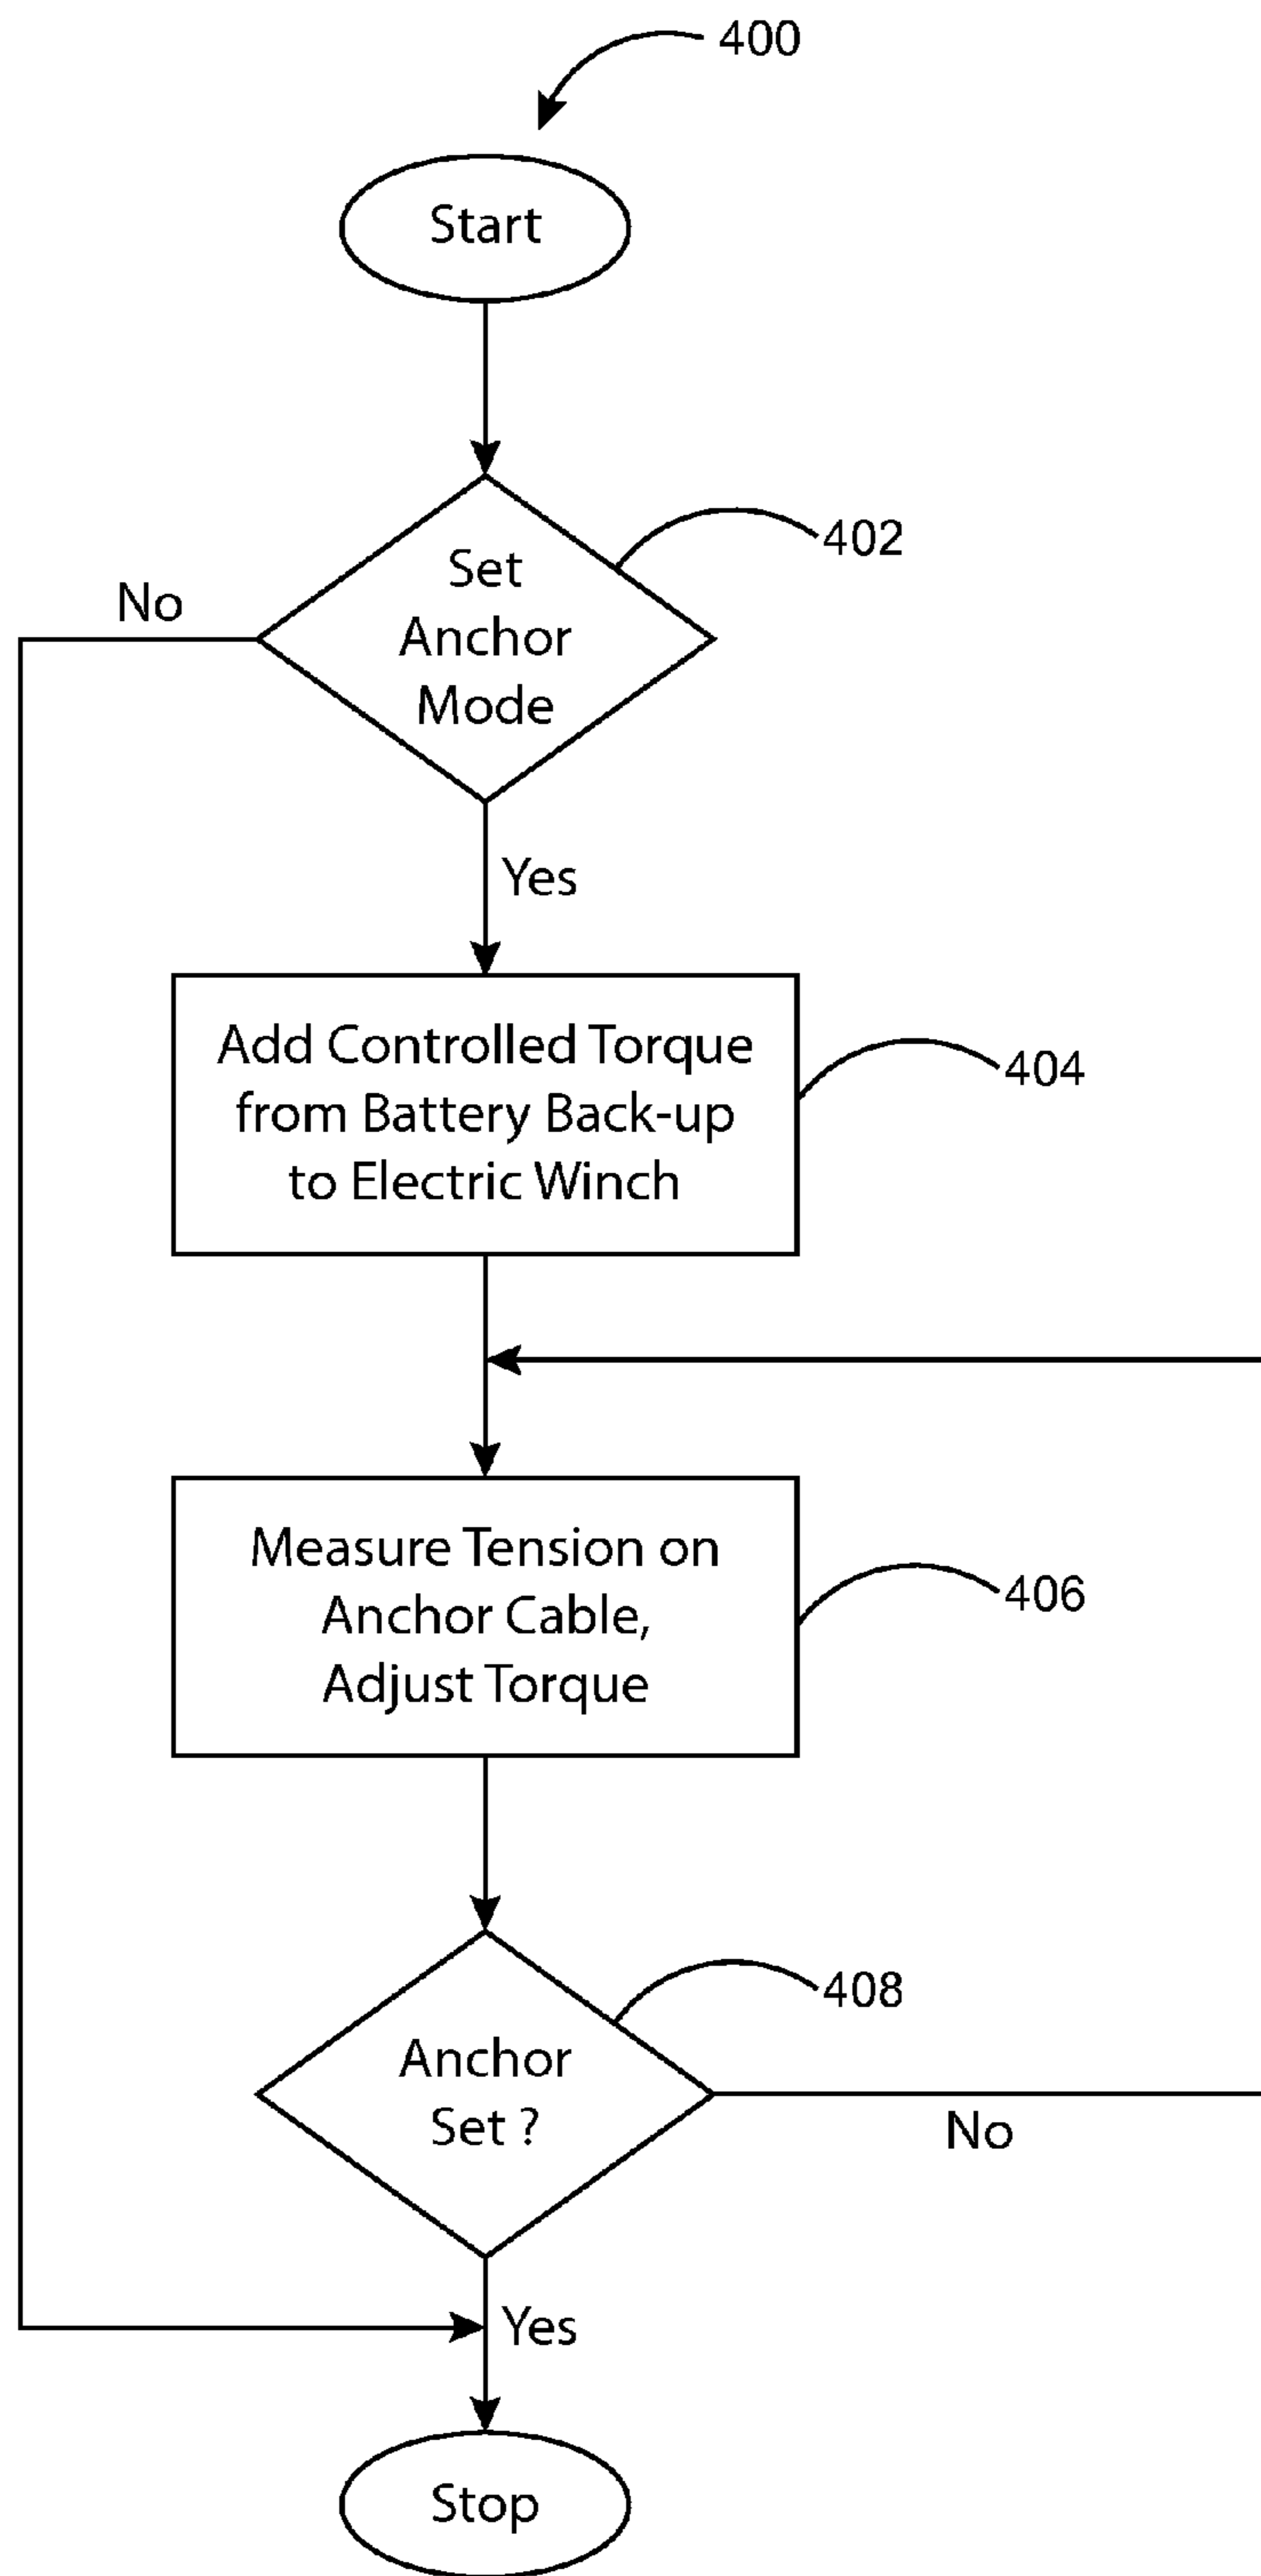 400
Start
402
Set
Anchor
Mode
No
Yes
Add Controlled Torque
from Battery Back-up
to Electric Winch
404
Measure Tension on
Anchor Cable,
Adjust Torque
406
408
Anchor
Set ?
No
Yes
Stop